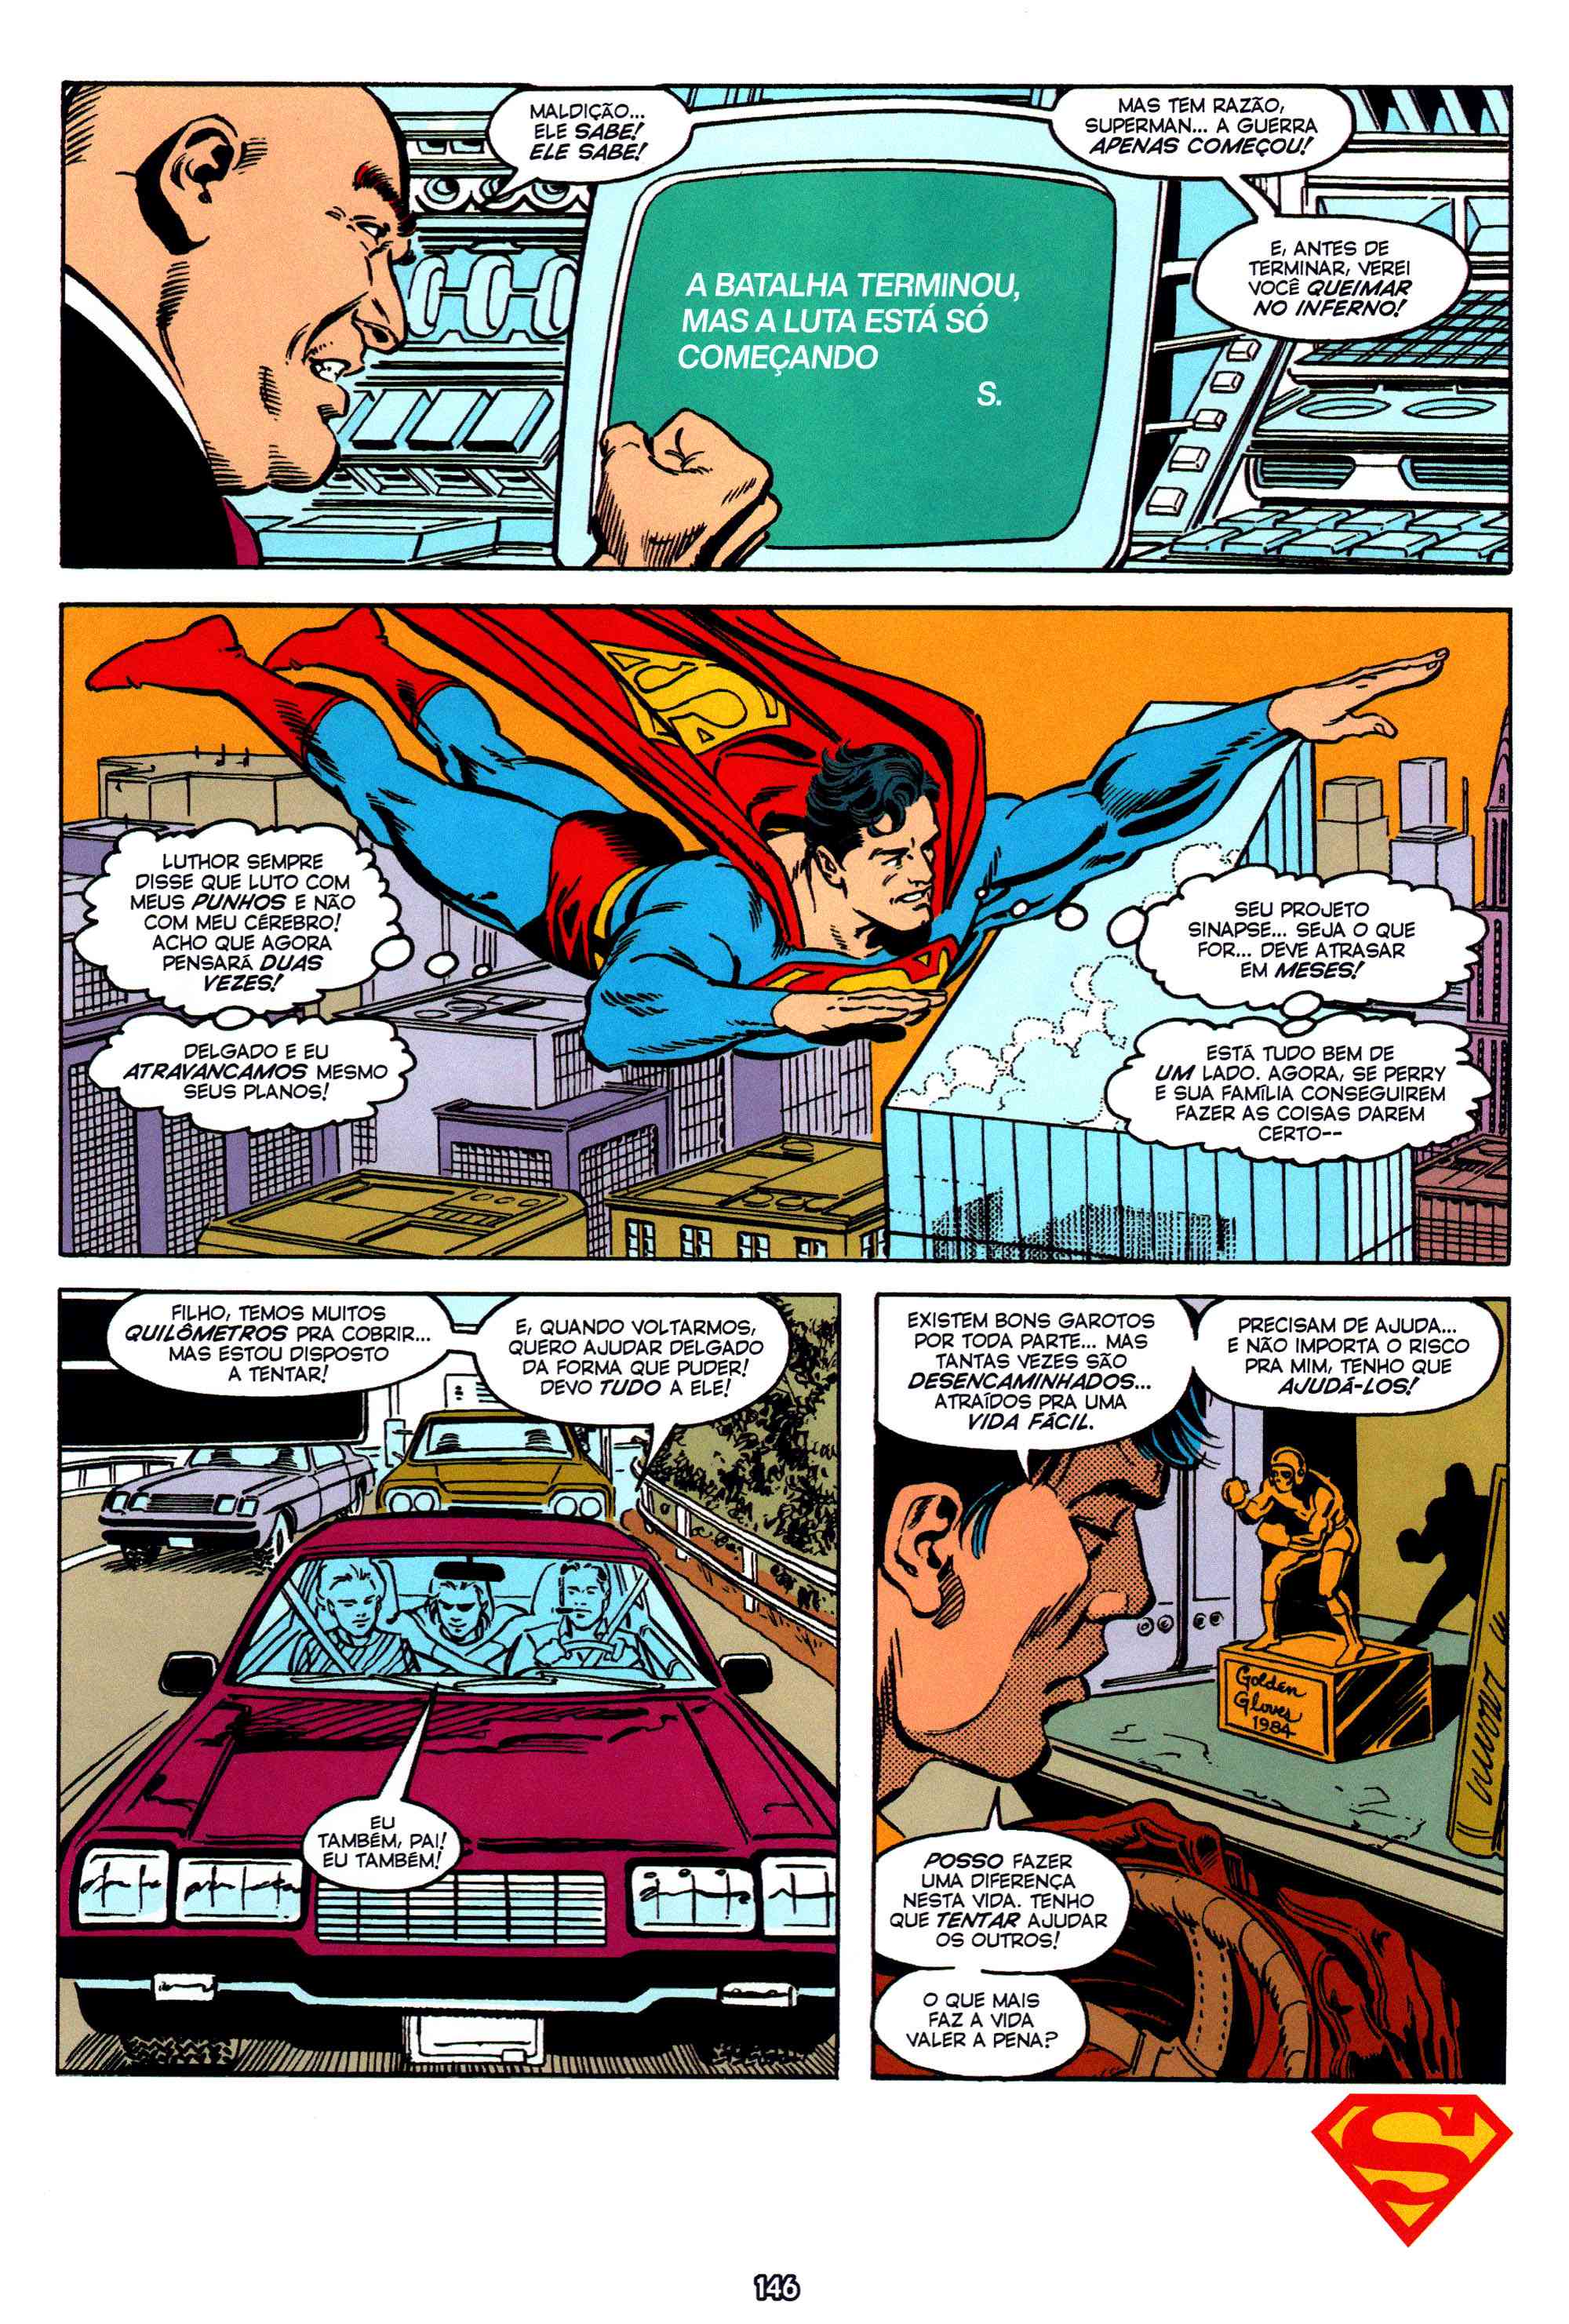 MALDIÇÃO...
ELE SABE!
ELE SABE!
A BATALHA TERMINOU,
MAS A LUTA ESTÁ SÓ
COMEÇANDO
S.
MAS TEM RAZÃO,
SUPERMAN... A GUERRA
APENAS COMEÇOU!
E, ANTES DE
TERMINAR, VEREI
VOCÊ QUEIMAR
NO INFERNO!
LUTHOR SEMPRE
DISSE QUE LUTO COM
MEUS PUNHOS E NÃO
COM MEU CÉREBRO!
ACHO QUE AGORA
PENSARÁ DUAS
VEZES!
DELGADO E EU
ATRAVANCAMOS MESMO
SEUS PLANOS!
SEU PROJETO
SINAPSE... SEJA O QUE
FOR... DEVE ATRASAR
EM MESES!
ESTÁ TUDO BEM DE
UM LADO. AGORA, SE PERRY
E SUA FAMÍLIA CONSEGUIREM
FAZER AS COISAS DAREM
CERTO--
FILHO, TEMOS MUITOS
QUILÔMETROS PRA COBRIR...
MAS ESTOU DISPOSTO
A TENTAR!
E, QUANDO VOLTARMOS,
QUERO AJUDAR DELGADO
DA FORMA QUE PUDER!
DEVO TUDO A ELE!
EU
TAMBÉM, PAI!
EU TAMBÉM!
EXISTEM BONS GAROTOS
POR TODA PARTE... MAS
TANTAS VEZES SÃO
DESENCAMINHADOS...
ATRAÍDOS PRA UMA
VIDA FÁCIL.
PRECISAM DE AJUDA...
E NÃO IMPORTA O RISCO
PRA MIM, TENHO QUE
AJUDÁ-LOS!
Golden
Gloves
1984
POSSO FAZER
UMA DIFERENÇA
NESTA VIDA. TENHO
QUE TENTAR AJUDAR
OS OUTROS!
O QUE MAIS
FAZ A VIDA
VALER A PENA?
S
146